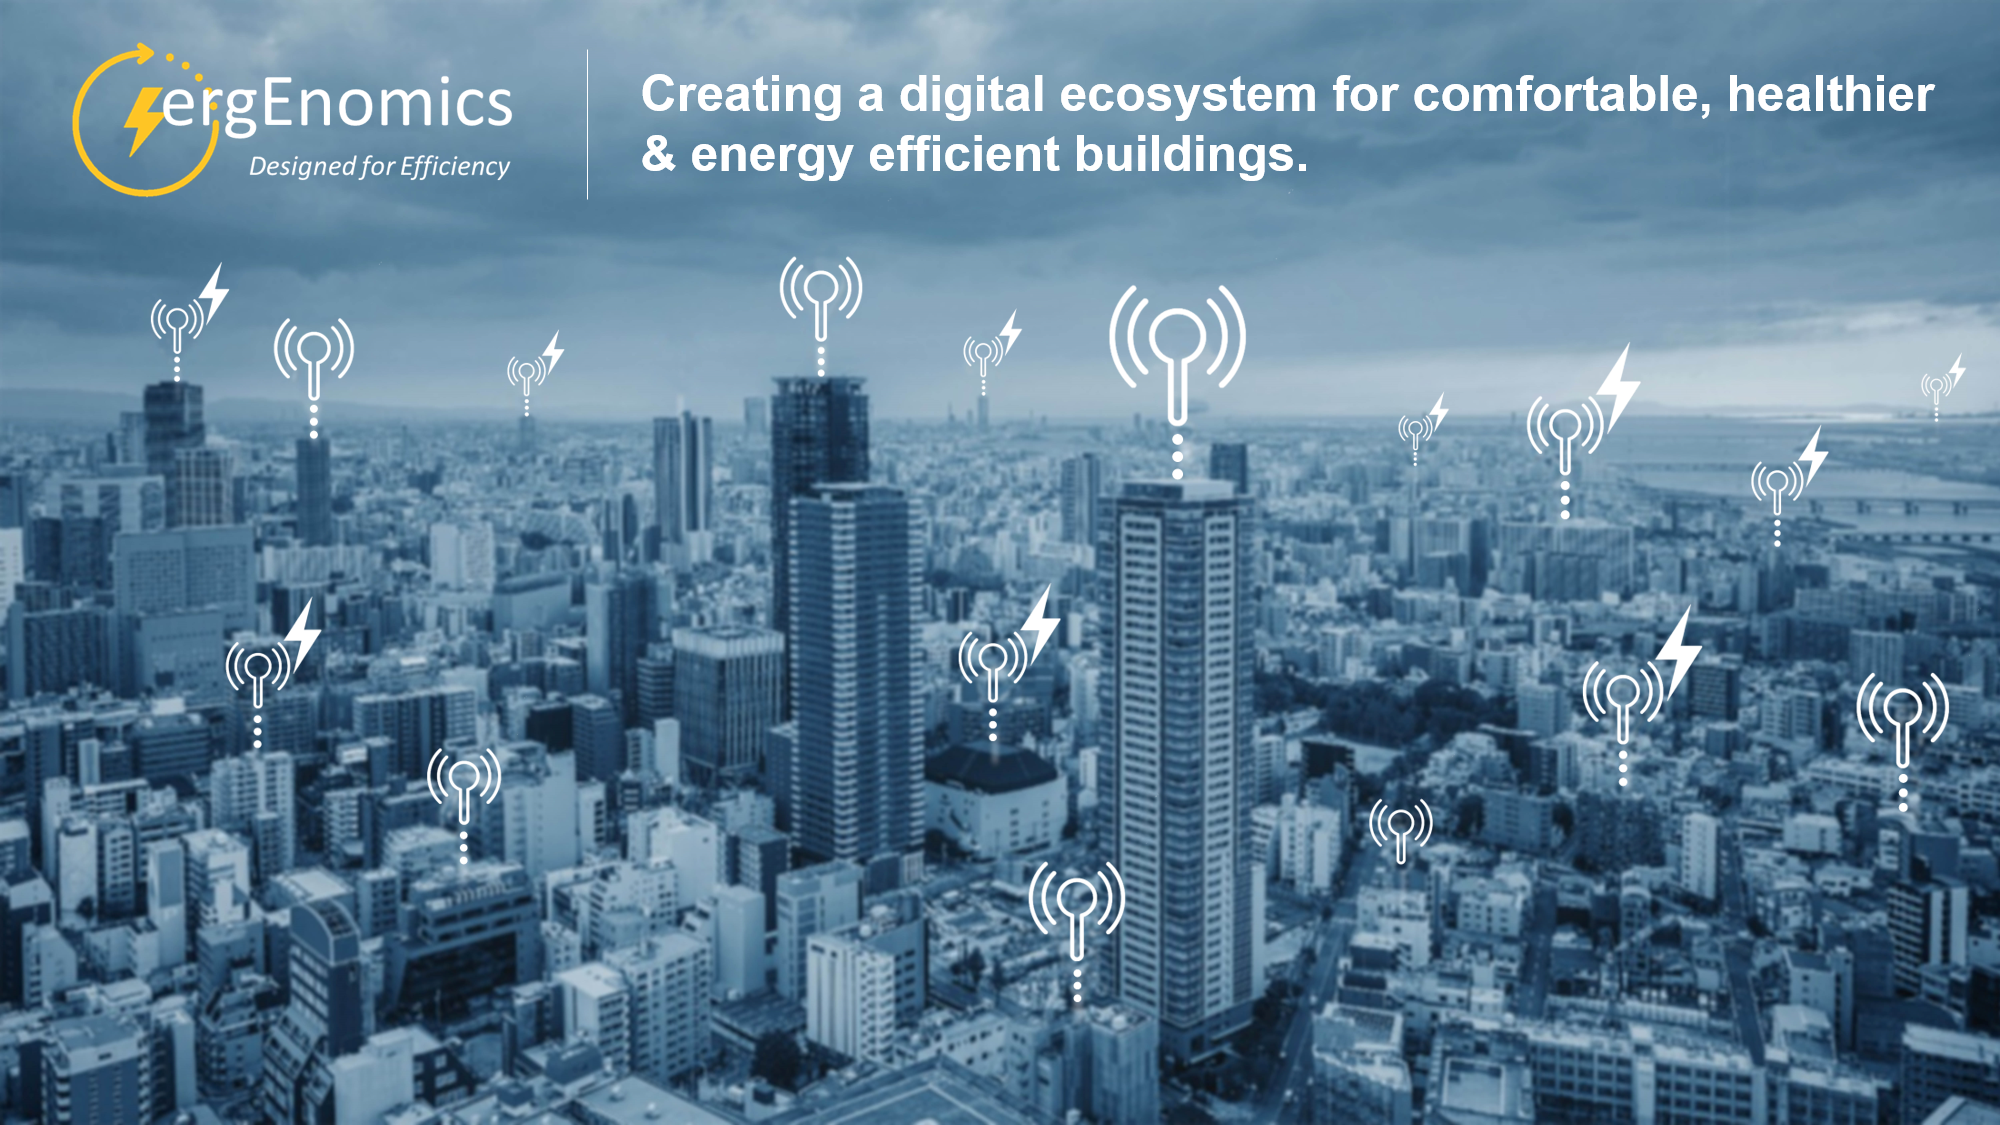 ergEnomics
Designed for Efficiency
Creating a digital ecosystem for comfortable, healthier
& energy efficient buildings.